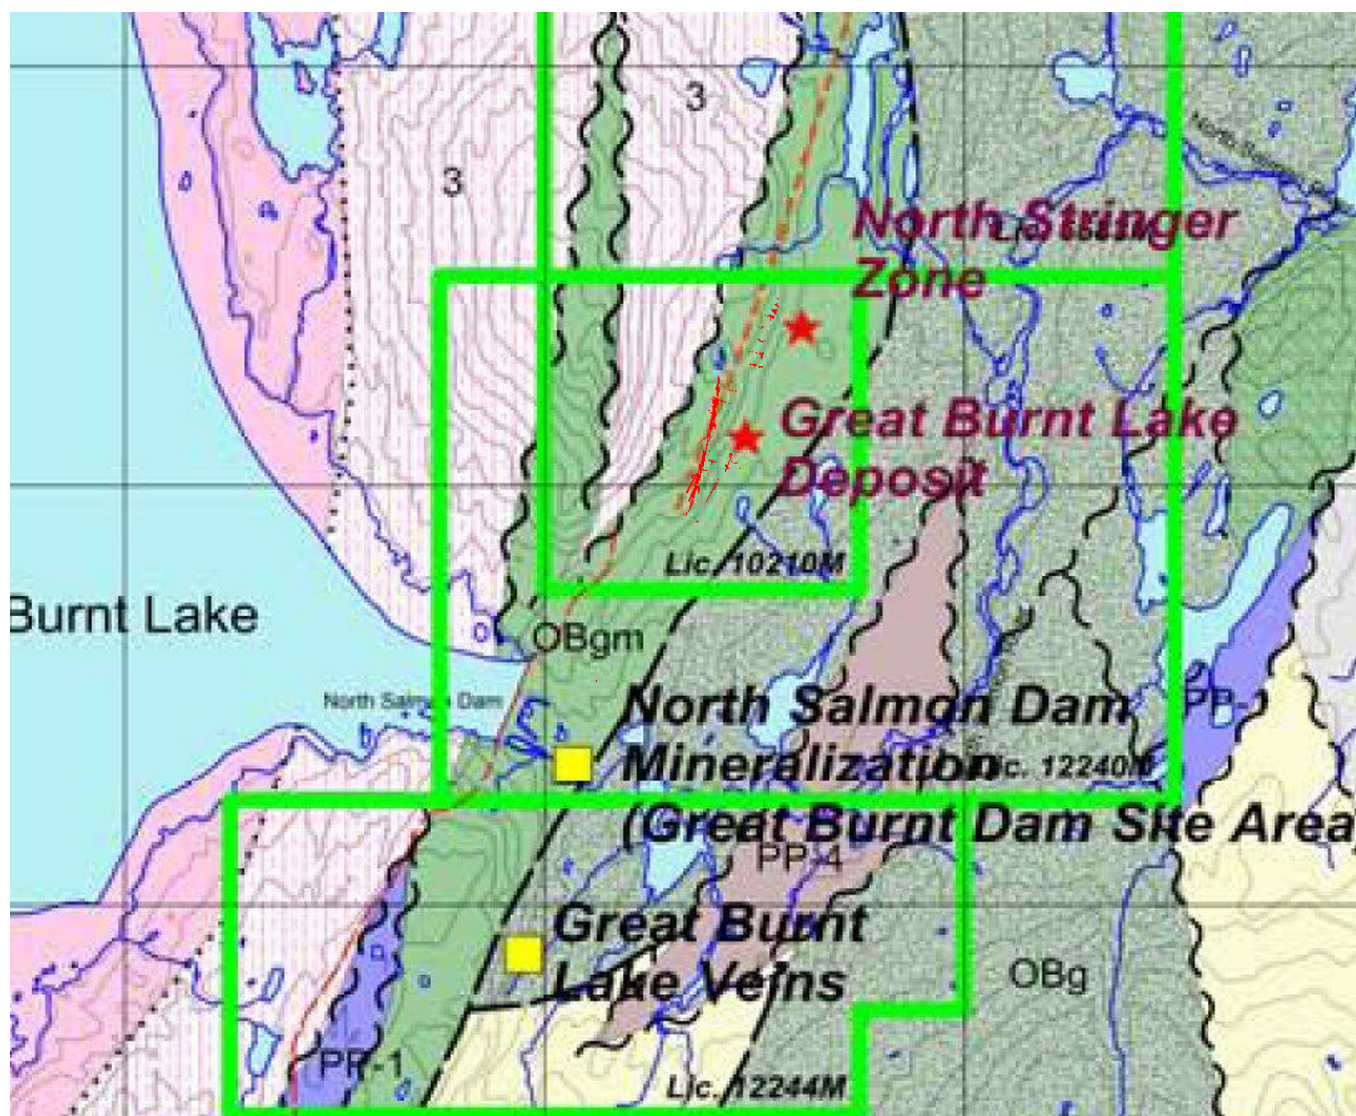 3
3
North Salmon
North Stringer
Zone
Great Burnt Lake
Deposit
Lic. 10210M
Burnt Lake
OBgm
North Salmon Dam
PP-
North Salmon Dam
Mineralization
Lic. 12240M
(Great Burnt Dam Site Area
PP-4
Great Burnt
Lake Veins
OBg
PP-1
Lic. 12244M